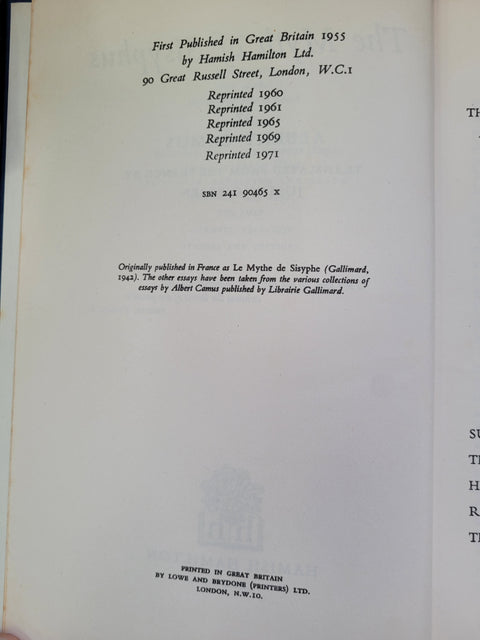 First Published in Great Britain 1955
by Hamish Hamilton Ltd.
90 Great Russell Street, London, W.C.1
Reprinted 1960
Reprinted 1961
Reprinted 1965
Reprinted 1969
Reprinted 1971
SBN 241 90465 X
Originally published in France as Le Mythe de Sisyphe (Gallimard,
1942). The other essays have been taken from the various collections of
essays by Albert Camus published by Librairie Gallimard.
PRINTED IN GREAT BRITAIN
BY LOWE AND BRYDONE (PRINTERS) LTD.
LONDON, N.W.10.